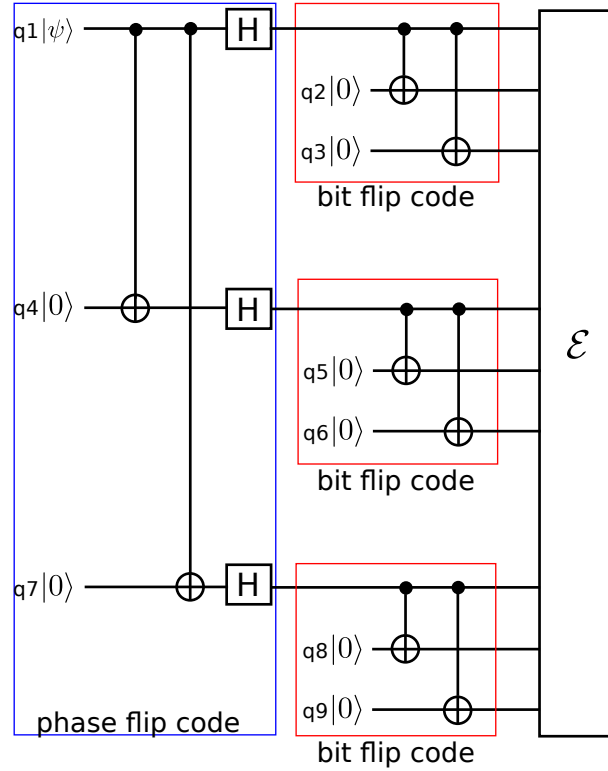 q1|ψ⟩ H
q2|0⟩
q3|0⟩
bit flip code
q4|0⟩ H
ℰ
q5|0⟩
q6|0⟩
bit flip code
q7|0⟩ H
q8|0⟩
q9|0⟩
phase flip code
bit flip code